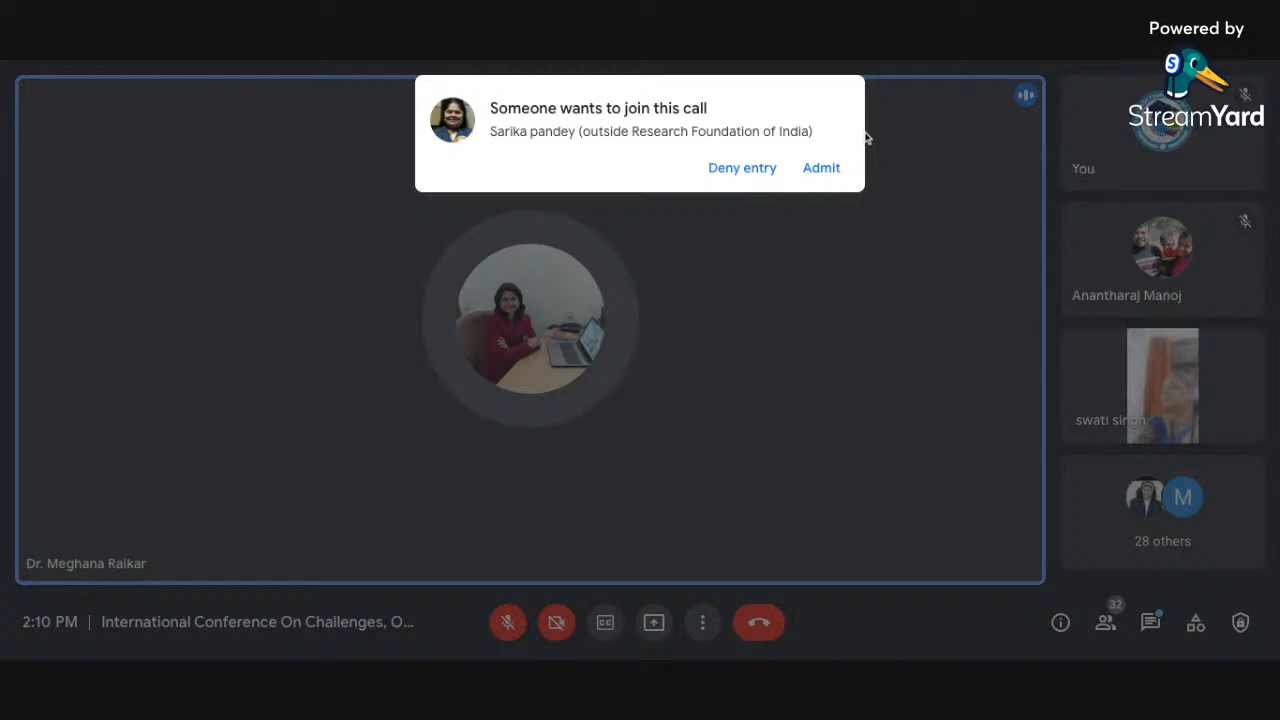 Powered by
StreamYard
Someone wants to join this call
Sarika pandey (outside Research Foundation of India)
Deny entry Admit
You
Anantharaj Manoj
swati singh
M
28 others
Dr. Meghana Raikar
2:10 PM | International Conference On Challenges, O...
CC
32